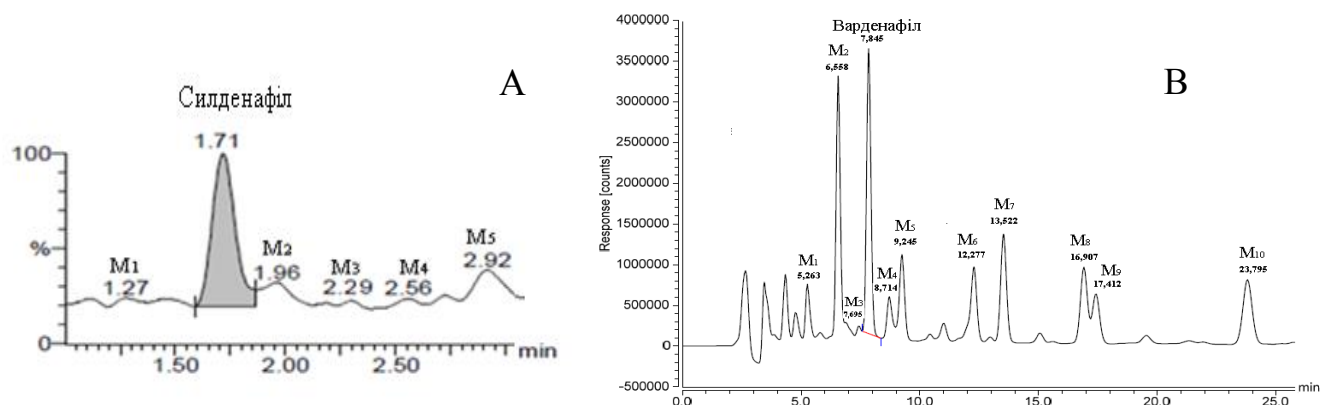 A
Силденафіл
1.71
100
%
0
M1
1.27
M2
1.96
M3
2.29
M4
2.56
M5
2.92
1.50
2.00
2.50
min
B
Варденафіл
7,845
M2
6,558
M1
5,263
M3
7,695
M4
8,714
M5
9,245
M6
12,277
M7
13,522
M8
16,907
M9
17,412
M10
23,795
Response [counts]
4000000
3500000
3000000
2500000
2000000
1500000
1000000
500000
0
-500000
0.0
5.0
10.0
15.0
20.0
25.0
min